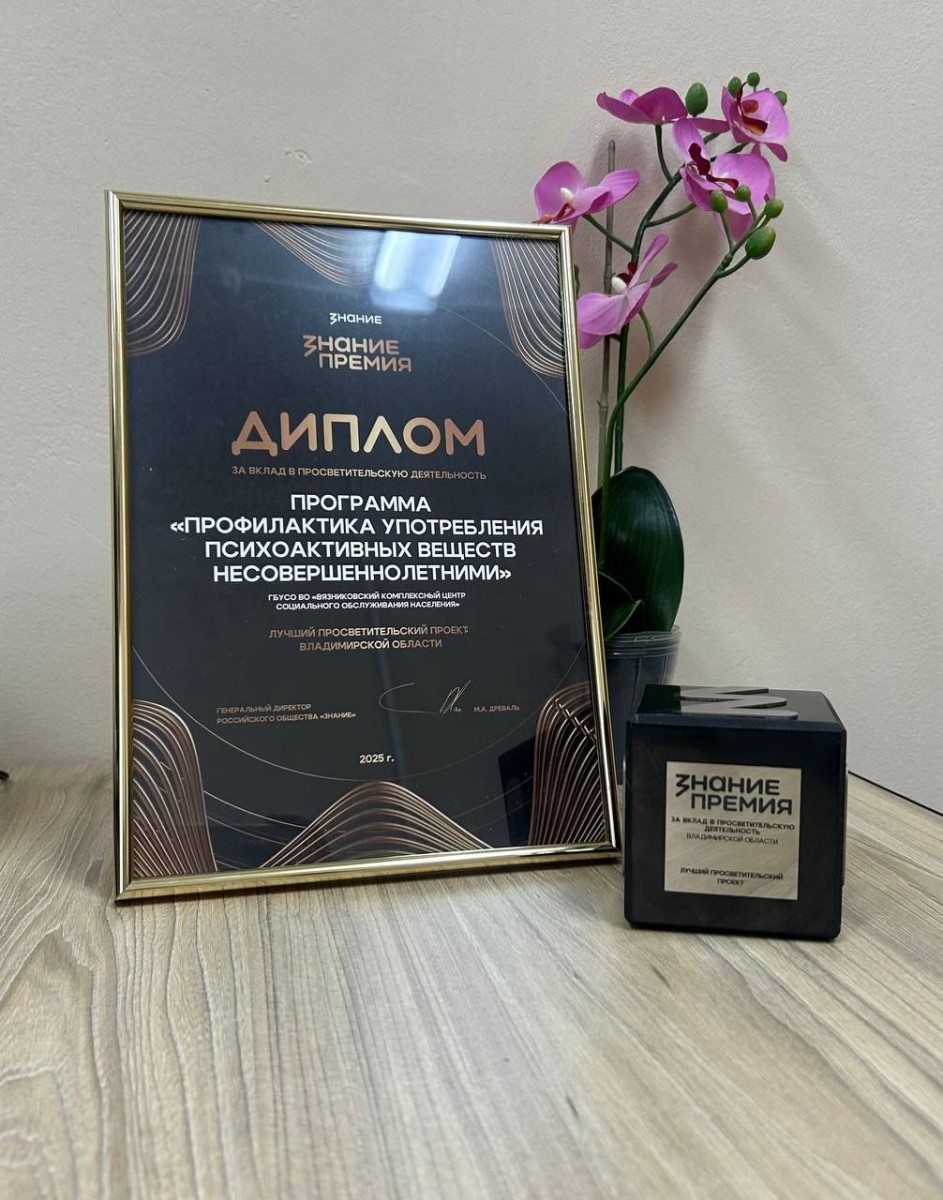 знание
знание
премия
ДИПЛОМ
ЗА ВКЛАД В ПРОСВЕТИТЕЛЬСКУЮ ДЕЯТЕЛЬНОСТЬ
ПРОГРАММА
«ПРОФИЛАКТИКА УПОТРЕБЛЕНИЯ
ПСИХОАКТИВНЫХ ВЕЩЕСТВ
НЕСОВЕРШЕННОЛЕТНИМИ»
ГБУСО ВО «ВЯЗНИКОВСКИЙ КОМПЛЕКСНЫЙ ЦЕНТР
СОЦИАЛЬНОГО ОБСЛУЖИВАНИЯ НАСЕЛЕНИЯ»
ЛУЧШИЙ ПРОСВЕТИТЕЛЬСКИЙ ПРОЕКТ
ВЛАДИМИРСКОЙ ОБЛАСТИ
ГЕНЕРАЛЬНЫЙ ДИРЕКТОР
РОССИЙСКОГО ОБЩЕСТВА «ЗНАНИЕ»
М.А. ДРЕВАЛЬ
2025 г.
знание
премия
ЗА ВКЛАД В ПРОСВЕТИТЕЛЬСКУЮ
ДЕЯТЕЛЬНОСТЬ
ВЛАДИМИРСКОЙ ОБЛАСТИ
ЛУЧШИЙ ПРОСВЕТИТЕЛЬСКИЙ
ПРОЕКТ